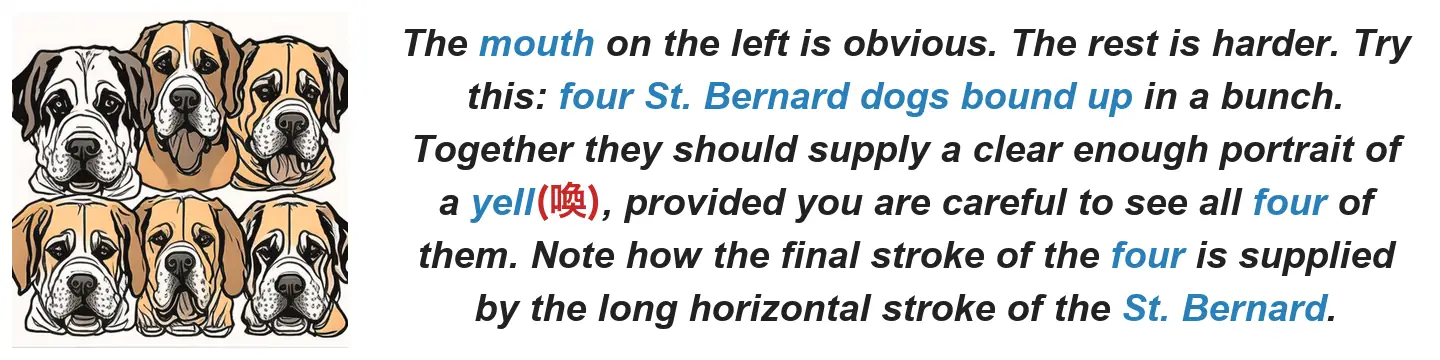 The mouth on the left is obvious. The rest is harder. Try
this: four St. Bernard dogs bound up in a bunch.
Together they should supply a clear enough portrait of
a yell(喚), provided you are careful to see all four of
them. Note how the final stroke of the four is supplied
by the long horizontal stroke of the St. Bernard.